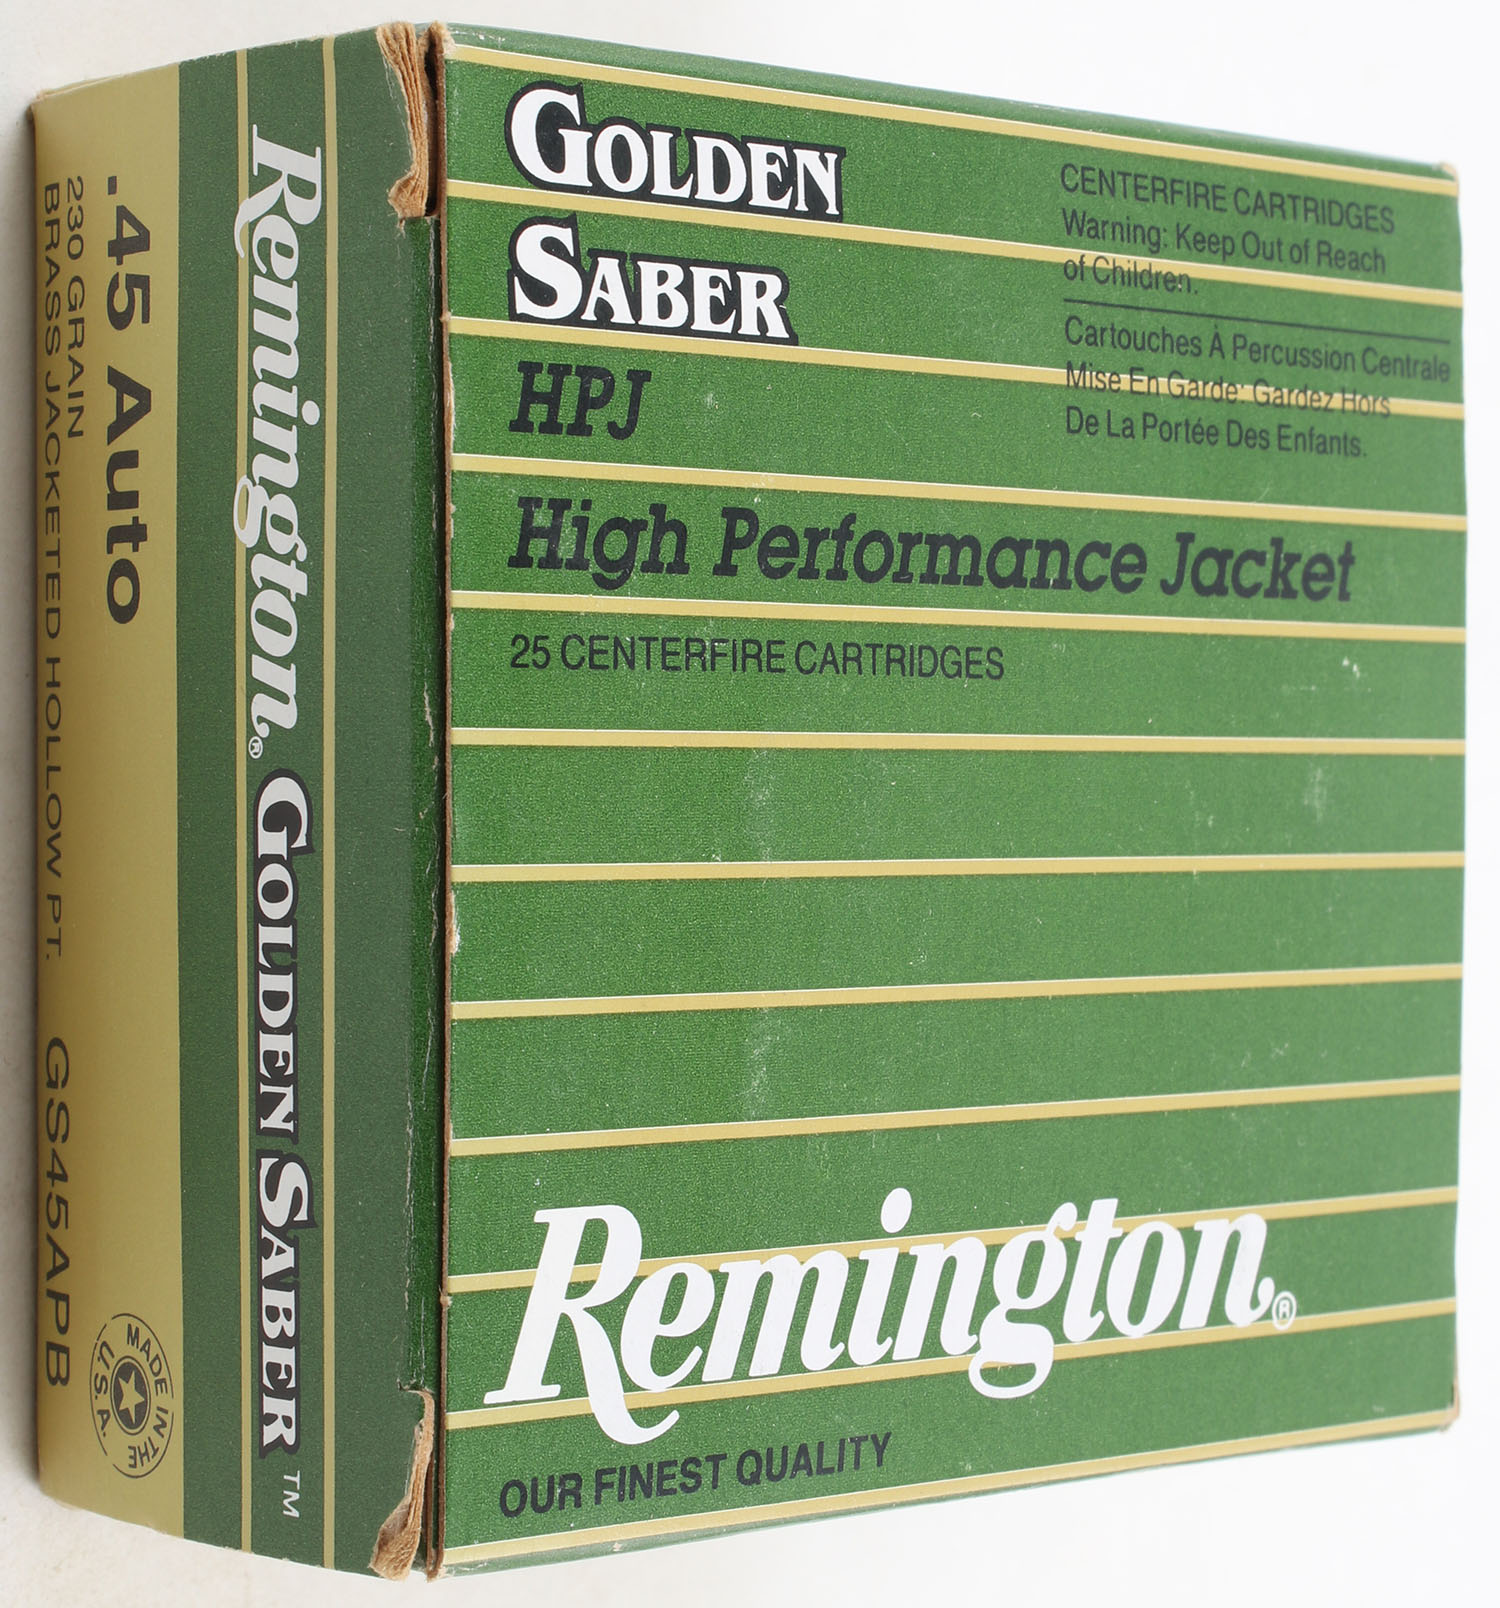 GOLDEN
SABER
HPJ
High Performance Jacket
25 CENTERFIRE CARTRIDGES
CENTERFIRE CARTRIDGES
Warning: Keep Out of Reach
of Children.
Cartouches À Percussion Centrale
Mise En Garde: Gardez Hors
De La Portée Des Enfants.
Remington®
OUR FINEST QUALITY
Remington® GOLDEN SABER™
.45 Auto
230 GRAIN
BRASS JACKETED HOLLOW PT. GS45APB
MADE IN THE
U.S.A.